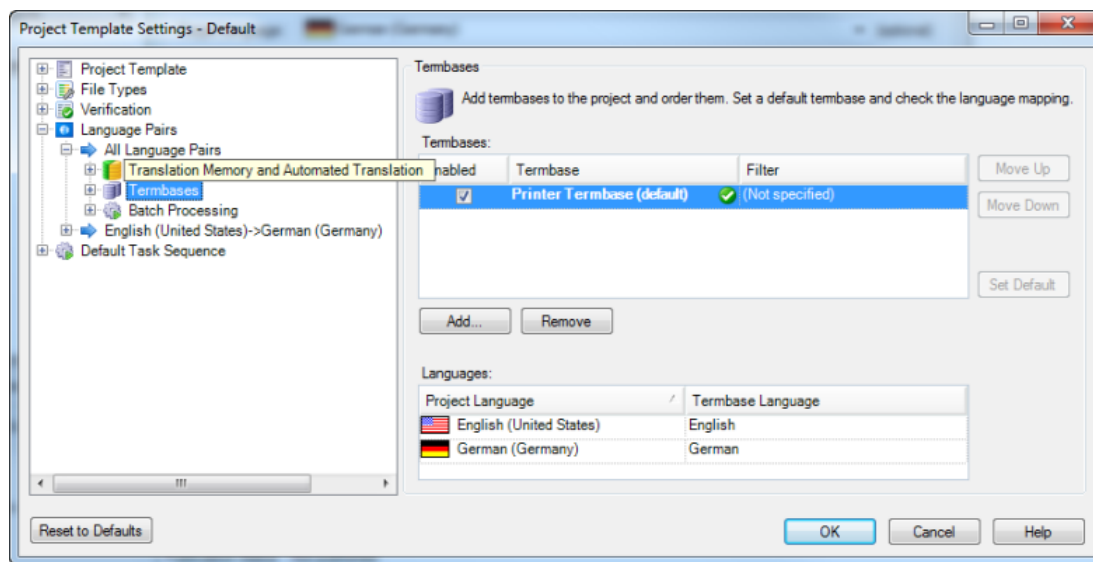 Project Template Settings - Default
Project Template
File Types
Verification
Language Pairs
All Language Pairs
Translation Memory and Automated Translation
Termbases
Batch Processing
English (United States)->German (Germany)
Default Task Sequence
Termbases
Add termbases to the project and order them. Set a default termbase and check the language mapping.
Termbases:
nabled Termbase Filter
Printer Termbase (default) (Not specified)
Move Up
Move Down
Set Default
Add... Remove
Languages:
Project Language Termbase Language
English (United States) English
German (Germany) German
Reset to Defaults OK Cancel Help